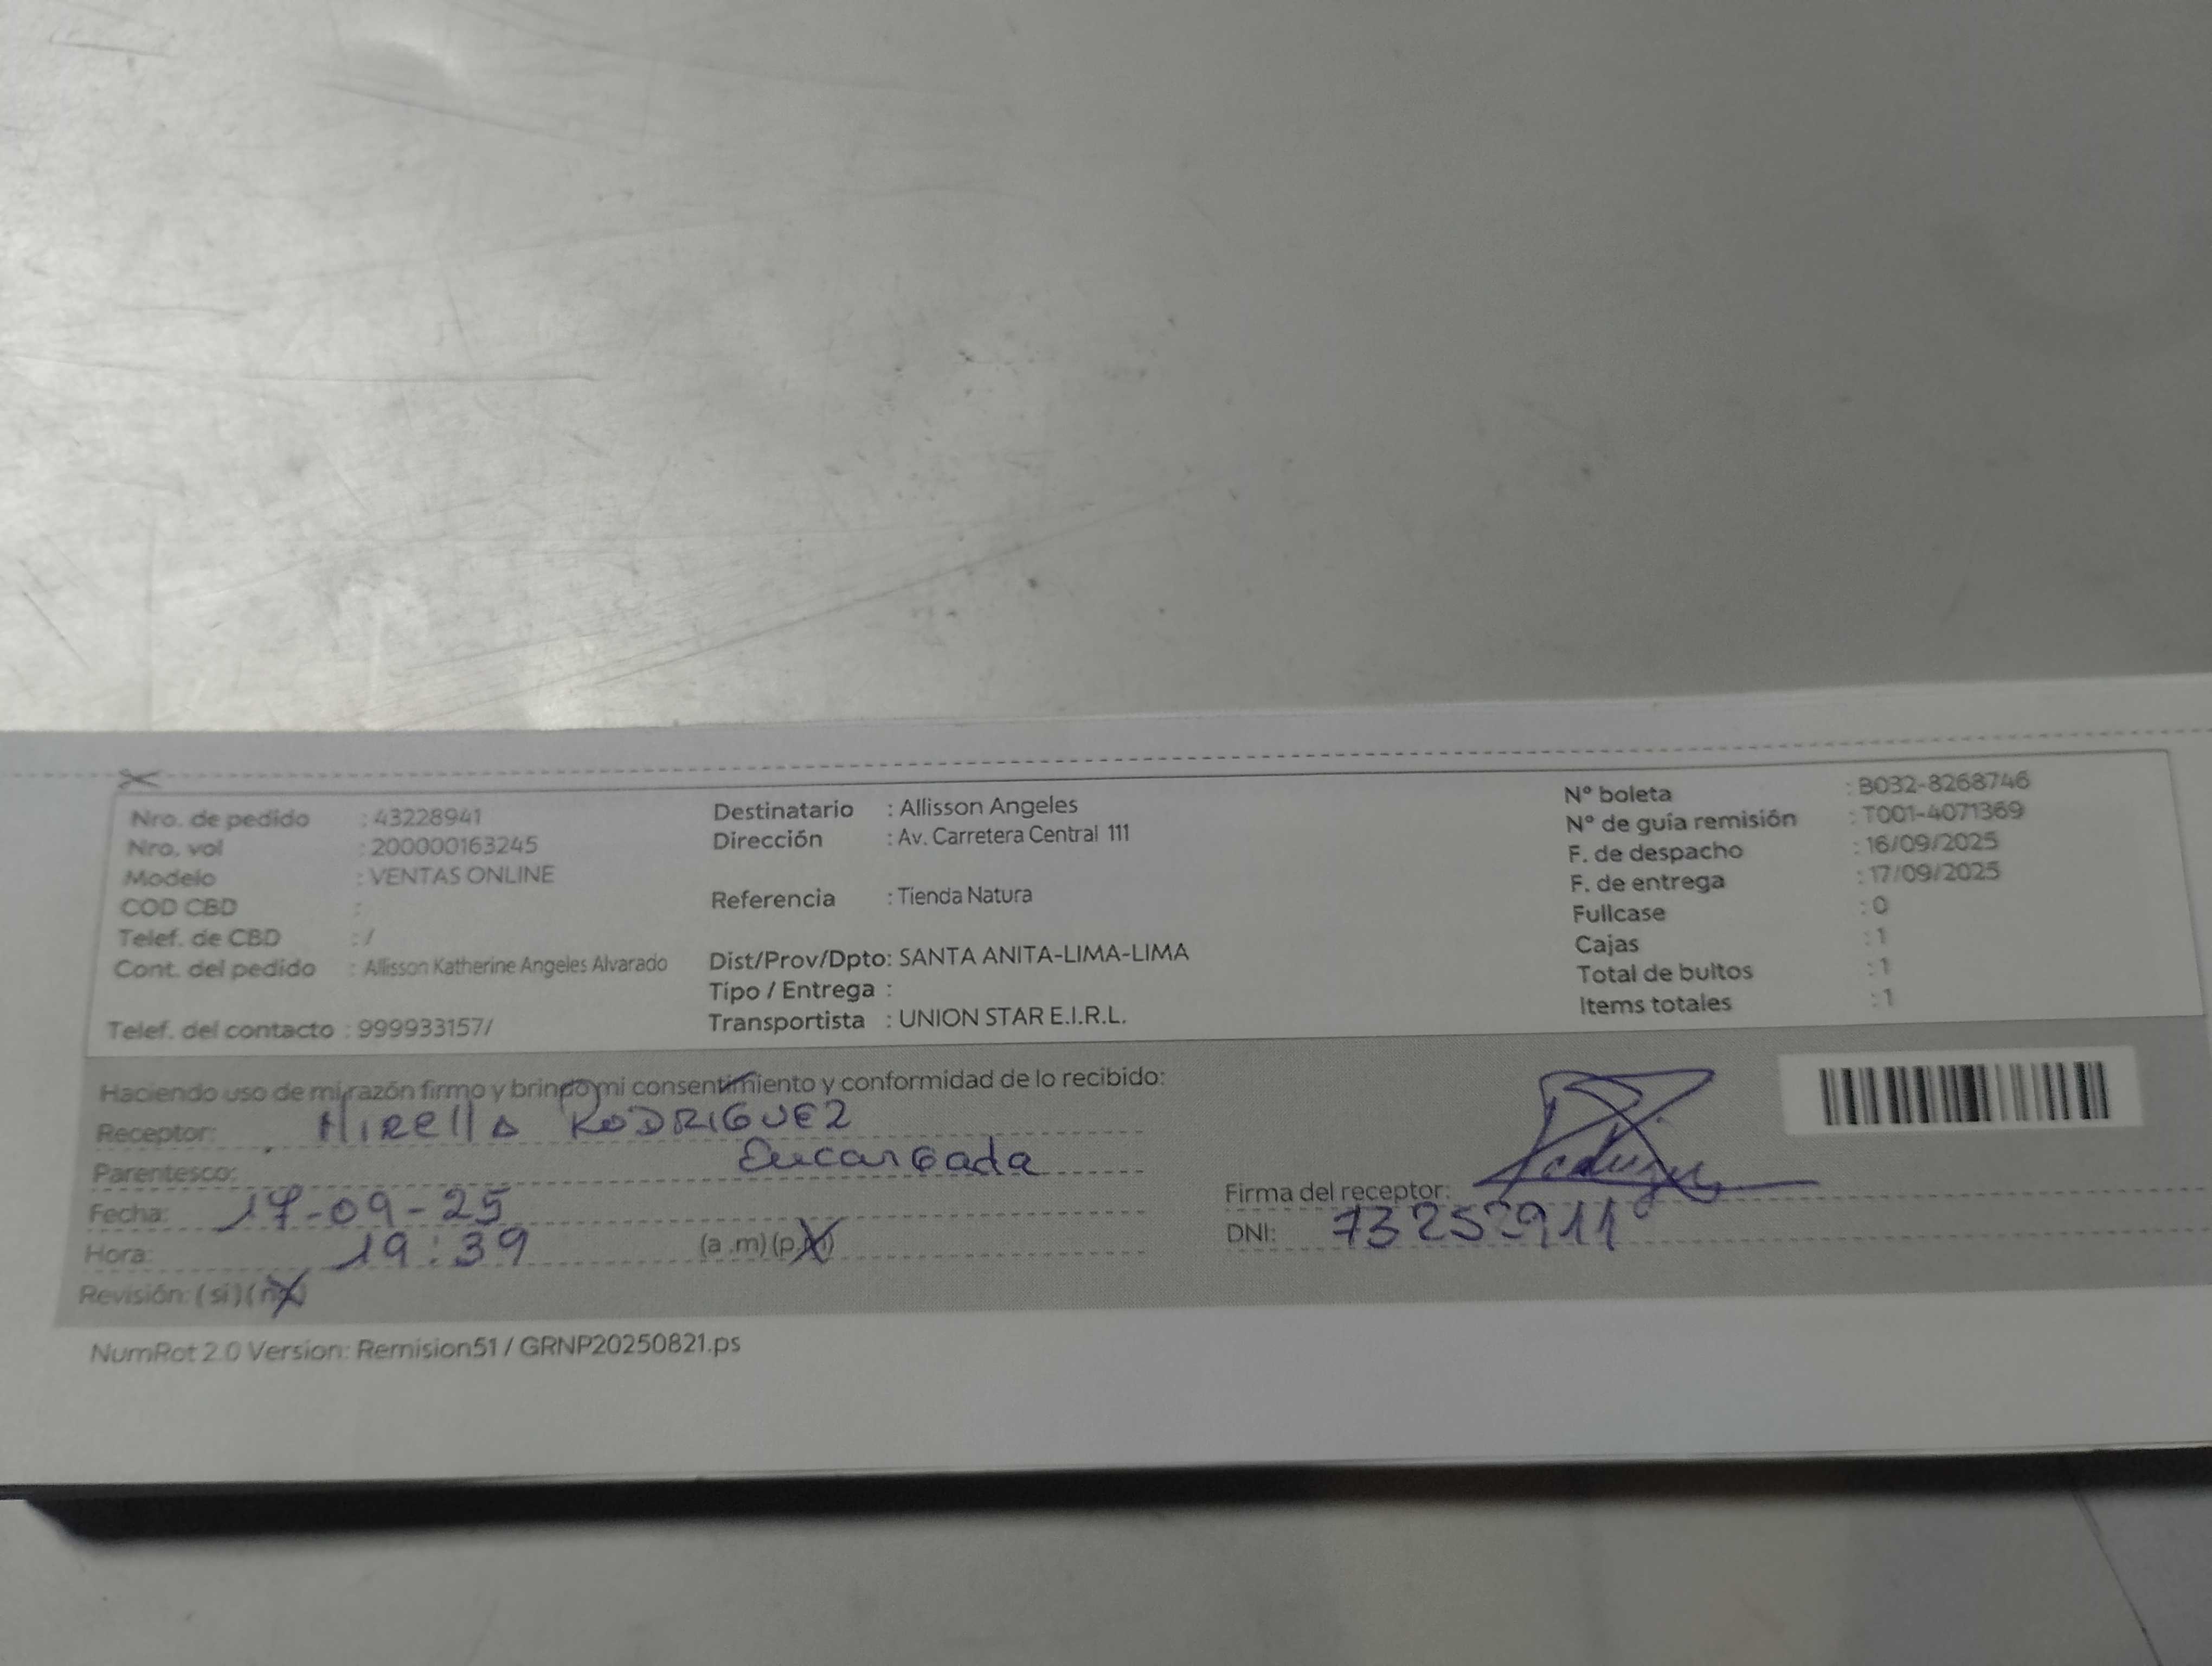 Nro. de pedido : 43228941
Nro. vol : 200000163245
Modelo : VENTAS ONLINE
COD CBD :
Telef. de CBD : /
Cont. del pedido : Allisson Katherine Angeles Alvarado
Telef. del contacto : 999933157/
Destinatario : Allisson Angeles
Dirección : Av. Carretera Central 111
Referencia : Tienda Natura
Dist/Prov/Dpto: SANTA ANITA-LIMA-LIMA
Tipo / Entrega :
Transportista : UNION STAR E.I.R.L.
N° boleta : B032-8268746
N° de guía remisión : T001-4071369
F. de despacho : 16/09/2025
F. de entrega : 17/09/2025
Fullcase : 0
Cajas : 1
Total de bultos : 1
Items totales : 1
Haciendo uso de mi razón firmo y brindo mi consentimiento y conformidad de lo recibido:
Receptor: Mirella RODRIGUEZ
Parentesco: Encargada
Fecha: 17-09-25
Hora: 19:39 (a.m) (p.m)
Revisión: (si) (no)
Firma del receptor:
DNI: 73252911
NumRot 2.0 Version: Remision51 / GRNP20250821.ps